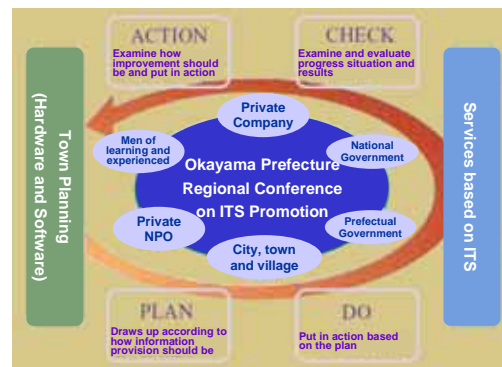 ACTION
Examine how
improvement should
be and put in action
CHECK
Examine and evaluate
progress situation and
results
Town Planning
(Hardware and Software)
Services based on ITS
Private
Company
Men of
learning and
experienced
National
Government
Okayama Prefecture
Regional Conference
on ITS Promotion
Private
NPO
Prefectual
Government
City, town
and village
PLAN
Draws up according to
how information
provision should be
DO
Put in action based
on the plan